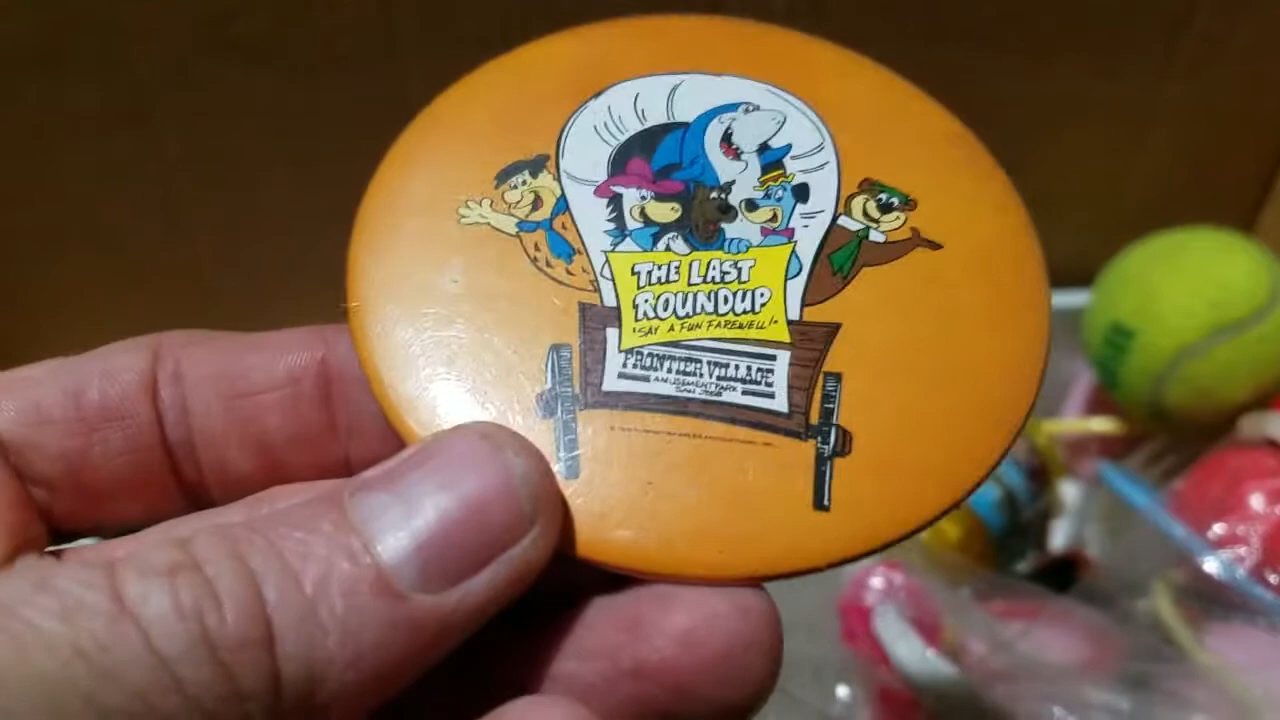 THE LAST
ROUNDUP
"SAY A FUN FAREWELL!"
FRONTIER VILLAGE
AMUSEMENT PARK
SAN JOSE